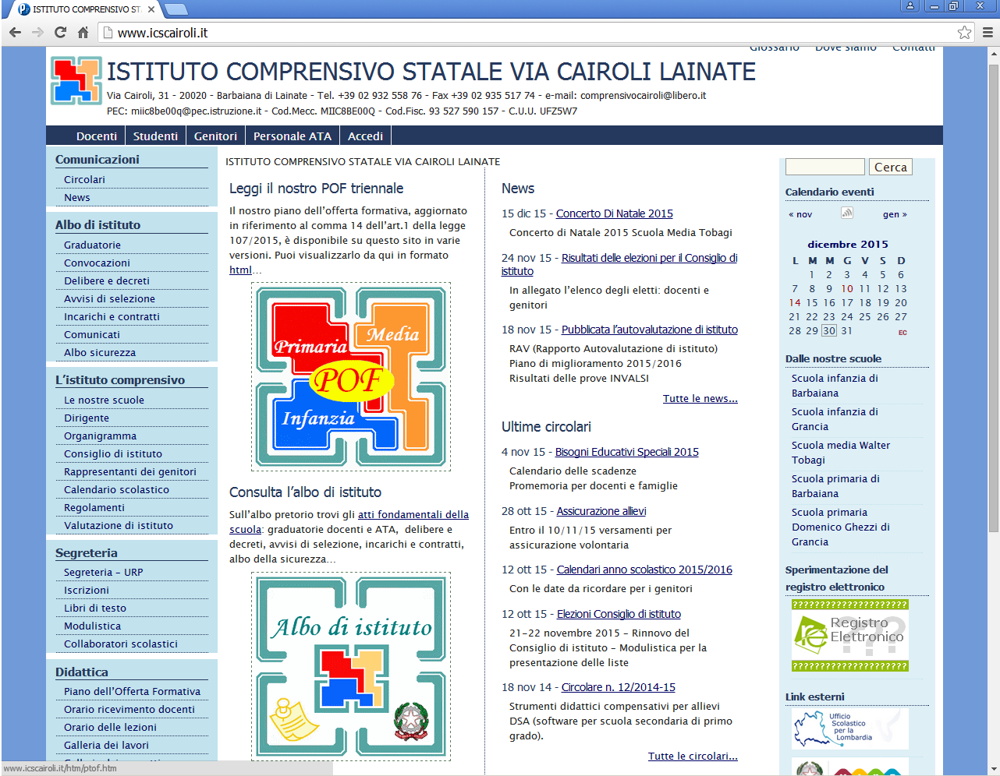 ISTITUTO COMPRENSIVO ST
www.icscairoli.it
Glossario Dove siamo Contatti
ISTITUTO COMPRENSIVO STATALE VIA CAIROLI LAINATE
Via Cairoli, 31 - 20020 - Barbaiana di Lainate - Tel. +39 02 932 558 76 - Fax +39 02 935 517 74 - e-mail: comprensivocairoli@libero.it
PEC: miic8be00q@pec.istruzione.it - Cod.Mecc. MIIC8BE00Q - Cod.Fisc. 93 527 590 157 - C.U.U. UFZ5W7
Docenti Studenti Genitori Personale ATA Accedi
Comunicazioni
Circolari
News
Albo di istituto
Graduatorie
Convocazioni
Delibere e decreti
Avvisi di selezione
Incarichi e contratti
Comunicati
Albo sicurezza
L'istituto comprensivo
Le nostre scuole
Dirigente
Organigramma
Consiglio di istituto
Rappresentanti dei genitori
Calendario scolastico
Regolamenti
Valutazione di istituto
Segreteria
Segreteria – URP
Iscrizioni
Libri di testo
Modulistica
Collaboratori scolastici
Didattica
Piano dell'Offerta Formativa
Orario ricevimento docenti
Orario delle lezioni
Galleria dei lavori
www.icscairoli.it/htm/ptof.htm
ISTITUTO COMPRENSIVO STATALE VIA CAIROLI LAINATE
Leggi il nostro POF triennale
Il nostro piano dell'offerta formativa, aggiornato
in riferimento al comma 14 dell'art.1 della legge
107/2015, è disponibile su questo sito in varie
versioni. Puoi visualizzarlo da qui in formato
html...
Primaria
Media
POF
Infanzia
Consulta l'albo di istituto
Sull'albo pretorio trovi gli atti fondamentali della
scuola: graduatorie docenti e ATA, delibere e
decreti, avvisi di selezione, incarichi e contratti,
albo della sicurezza...
Albo di istituto
News
15 dic 15 - Concerto Di Natale 2015
Concerto di Natale 2015 Scuola Media Tobagi
24 nov 15 - Risultati delle elezioni per il Consiglio di
istituto
In allegato l'elenco degli eletti: docenti e
genitori
18 nov 15 - Pubblicata l'autovalutazione di istituto
RAV (Rapporto Autovalutazione di istituto)
Piano di miglioramento 2015/2016
Risultati delle prove INVALSI
Tutte le news...
Ultime circolari
4 nov 15 - Bisogni Educativi Speciali 2015
Calendario delle scadenze
Promemoria per docenti e famiglie
28 ott 15 - Assicurazione allievi
Entro il 10/11/15 versamenti per
assicurazione volontaria
12 ott 15 - Calendari anno scolastico 2015/2016
Con le date da ricordare per i genitori
12 ott 15 - Elezioni Consiglio di istituto
21–22 novembre 2015 – Rinnovo del
Consiglio di istituto – Modulistica per la
presentazione delle liste
18 nov 14 - Circolare n. 12/2014-15
Strumenti didattici compensativi per allievi
DSA (software per scuola secondaria di primo
grado).
Tutte le circolari...
Cerca
Calendario eventi
« nov gen »
dicembre 2015
L M M G V S D
1 2 3 4 5 6
7 8 9 10 11 12 13
14 15 16 17 18 19 20
21 22 23 24 25 26 27
28 29 30 31 EC
Dalle nostre scuole
Scuola infanzia di
Barbaiana
Scuola infanzia di
Grancia
Scuola media Walter
Tobagi
Scuola primaria di
Barbaiana
Scuola primaria
Domenico Ghezzi di
Grancia
Sperimentazione del
registro elettronico
??????????????????????
re Registro
Elettronico
???
??????????????????????
Link esterni
Ufficio
Scolastico
per la
Lombardia